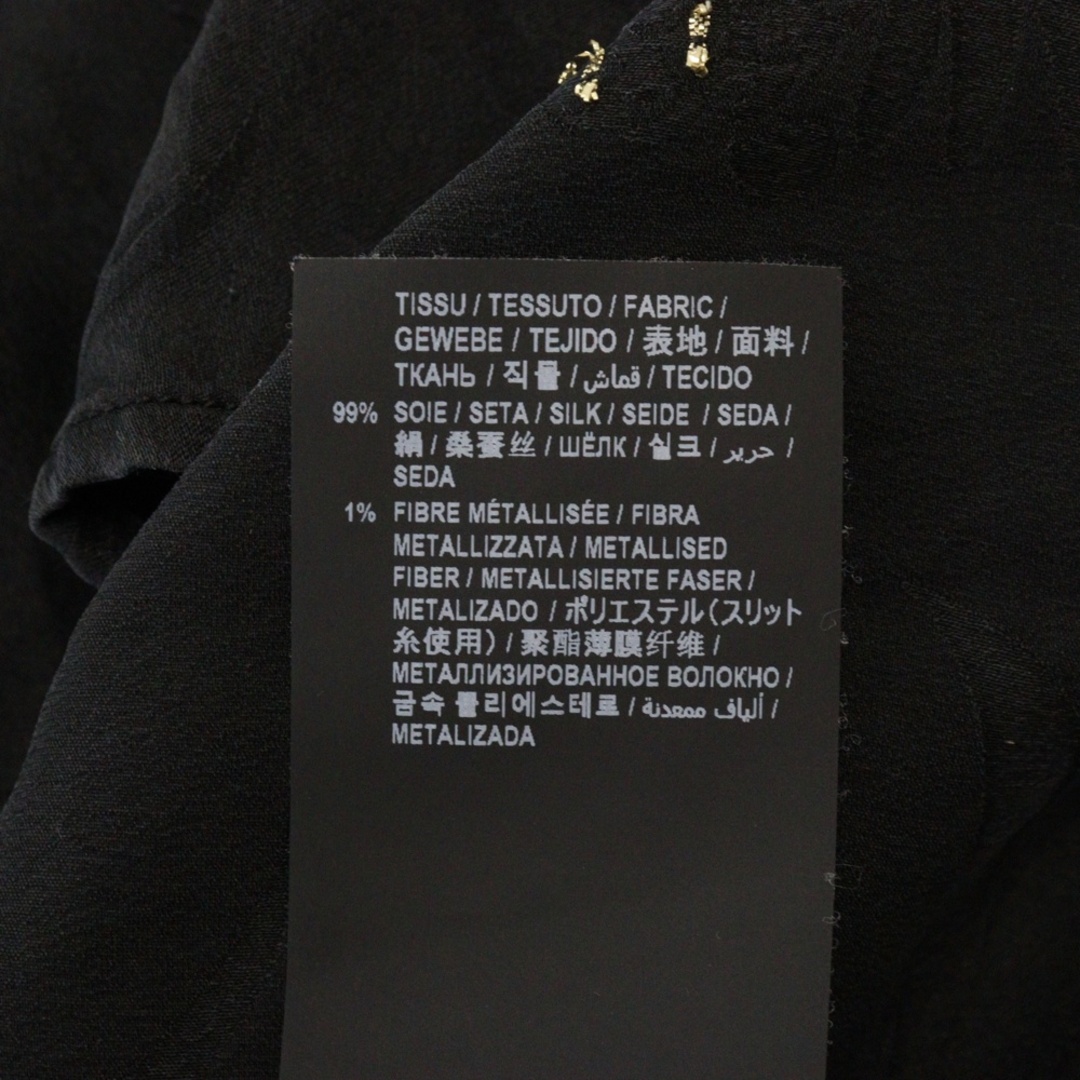 TISSU / TESSUTO / FABRIC /
GEWEBE / TEJIDO / 表地 / 面料 /
ТКАНЬ / 직물 / قماش / TECIDO
99% SOIE / SETA / SILK / SEIDE / SEDA /
絹 / 桑蚕丝 / ШЁЛК / 실크 / حرير /
SEDA
1% FIBRE MÉTALLISÉE / FIBRA
METALLIZZATA / METALLISED
FIBER / METALLISIERTE FASER /
METALIZADO / ポリエステル(スリット
糸使用) / 聚酯薄膜纤维 /
МЕТАЛЛИЗИРОВАННОЕ ВОЛОКНО /
금속 폴리에스테르 / ألياف ممعدنة /
METALIZADA